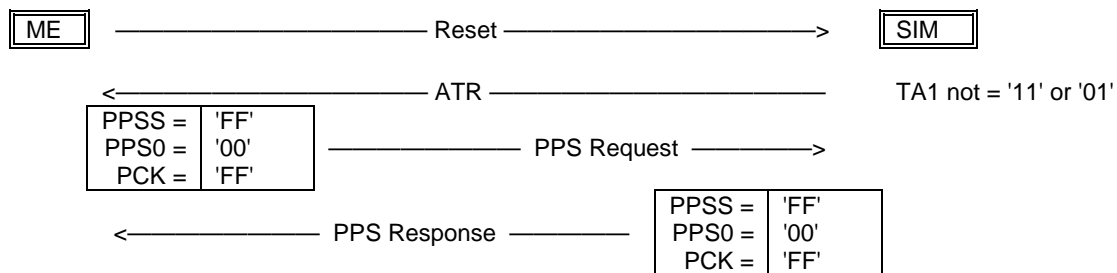 ME Reset SIM
ATR TA1 not = '11' or '01'
PPSS = 'FF'
PPS0 = '00' PPS Request
PCK = 'FF'
PPSS = 'FF'
PPS Response PPS0 = '00'
PCK = 'FF'